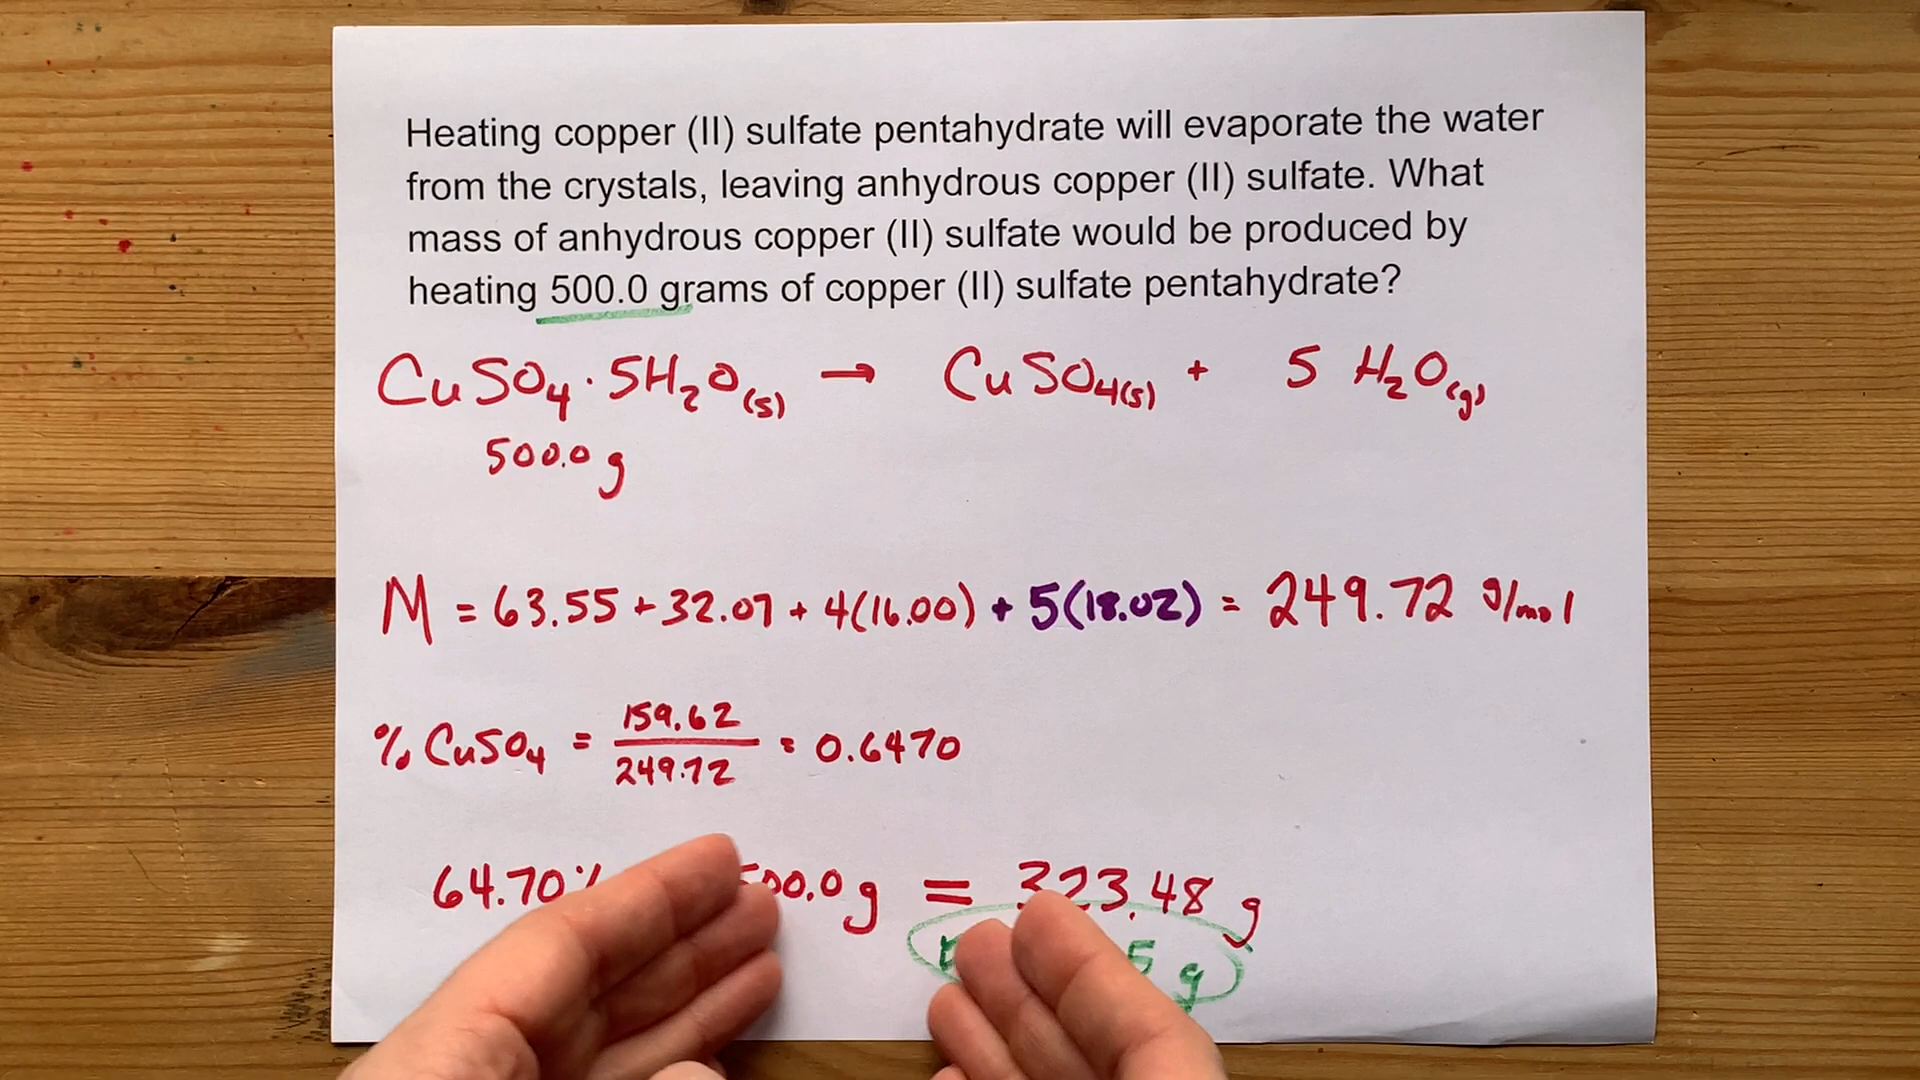 Heating copper (II) sulfate pentahydrate will evaporate the water
from the crystals, leaving anhydrous copper (II) sulfate. What
mass of anhydrous copper (II) sulfate would be produced by
heating 500.0 grams of copper (II) sulfate pentahydrate?
CuSO₄·5H₂O(s) → CuSO₄(s) + 5 H₂O(g)
500.0 g
M = 63.55 + 32.07 + 4(16.00) + 5(18.02) = 249.72 g/mol
% CuSO₄ = 159.62 / 249.72 = 0.6470
64.70% 500.0 g = 323.48 g
5 g